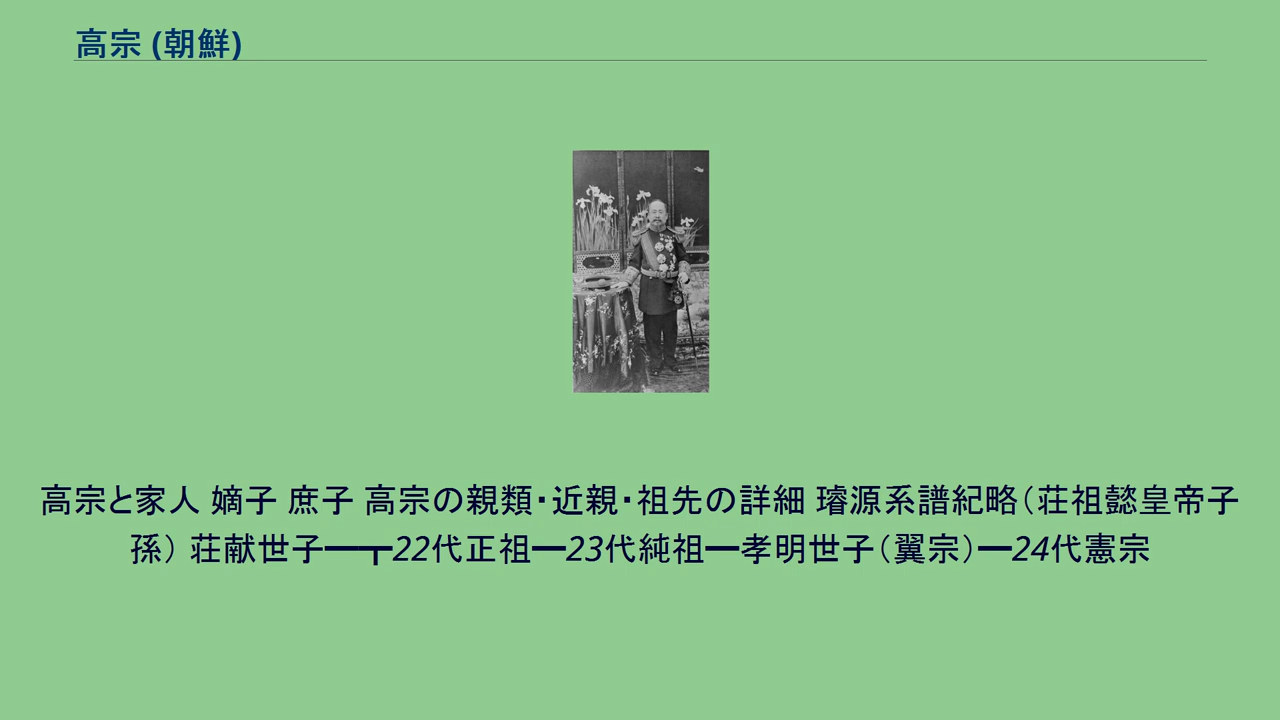 高宗 (朝鮮)
高宗と家人 嫡子 庶子 高宗の親類・近親・祖先の詳細 璿源系譜紀略（荘祖懿皇帝子
孫） 荘献世子━┳22代正祖━23代純祖━孝明世子（翼宗）━24代憲宗